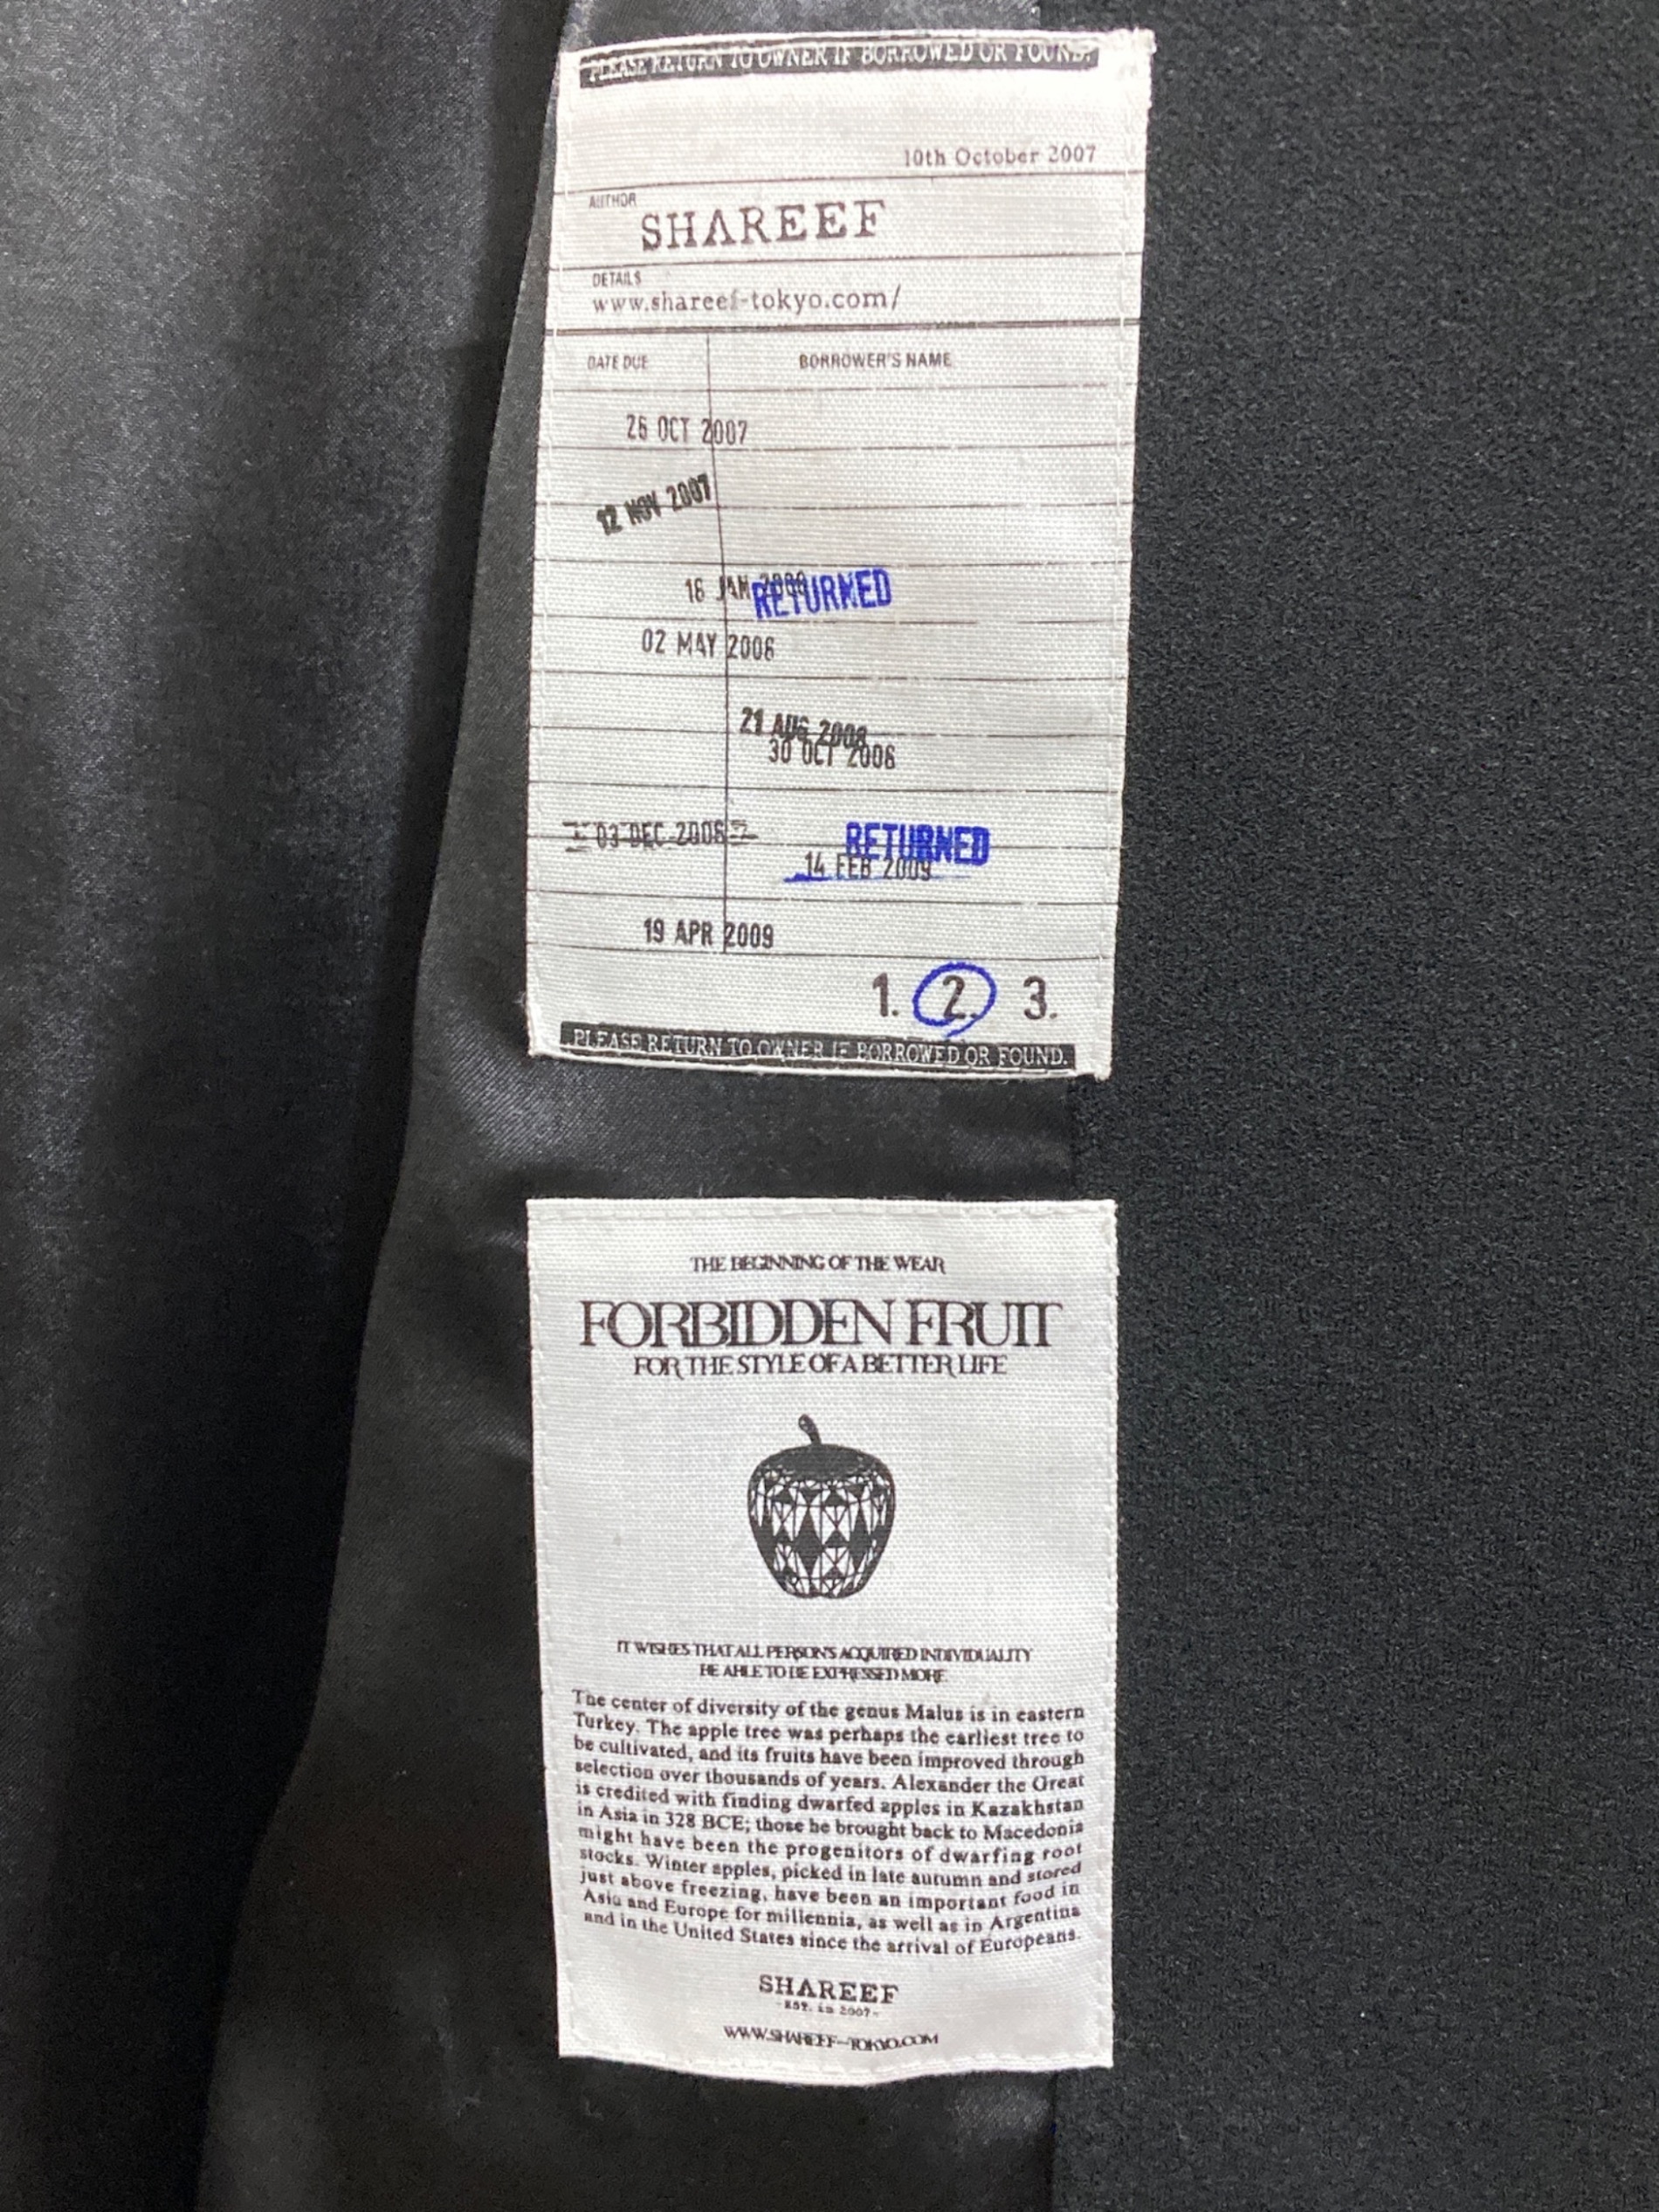 PLEASE RETURN TO OWNER IF BORROWED OR FOUND.
10th October 2007
AUTHOR
SHAREEF
DETAILS
www.shareef-tokyo.com/
DATE DUE BORROWER'S NAME
26 OCT 2007
12 NOV 2007
16 JAN 2008 RETURNED
02 MAY 2008
21 AUG 2008
30 OCT 2008
03 DEC 2008 RETURNED
14 FEB 2009
19 APR 2009
1. 2. 3.
PLEASE RETURN TO OWNER IF BORROWED OR FOUND.
THE BEGINNING OF THE WEAR
FORBIDDEN FRUIT
FOR THE STYLE OF A BETTER LIFE
IT WISHES THAT ALL PERSON'S ACQUIRED INDIVIDUALITY
BE ABLE TO BE EXPRESSED MORE.
The center of diversity of the genus Malus is in eastern
Turkey. The apple tree was perhaps the earliest tree to
be cultivated, and its fruits have been improved through
selection over thousands of years. Alexander the Great
is credited with finding dwarfed apples in Kazakhstan
in Asia in 328 BCE; those he brought back to Macedonia
might have been the progenitors of dwarfing root
stocks. Winter apples, picked in late autumn and stored
just above freezing, have been an important food in
Asia and Europe for millennia, as well as in Argentina
and in the United States since the arrival of Europeans.
SHAREEF
-EST. in 2007-
WWW.SHAREEF-TOKYO.COM